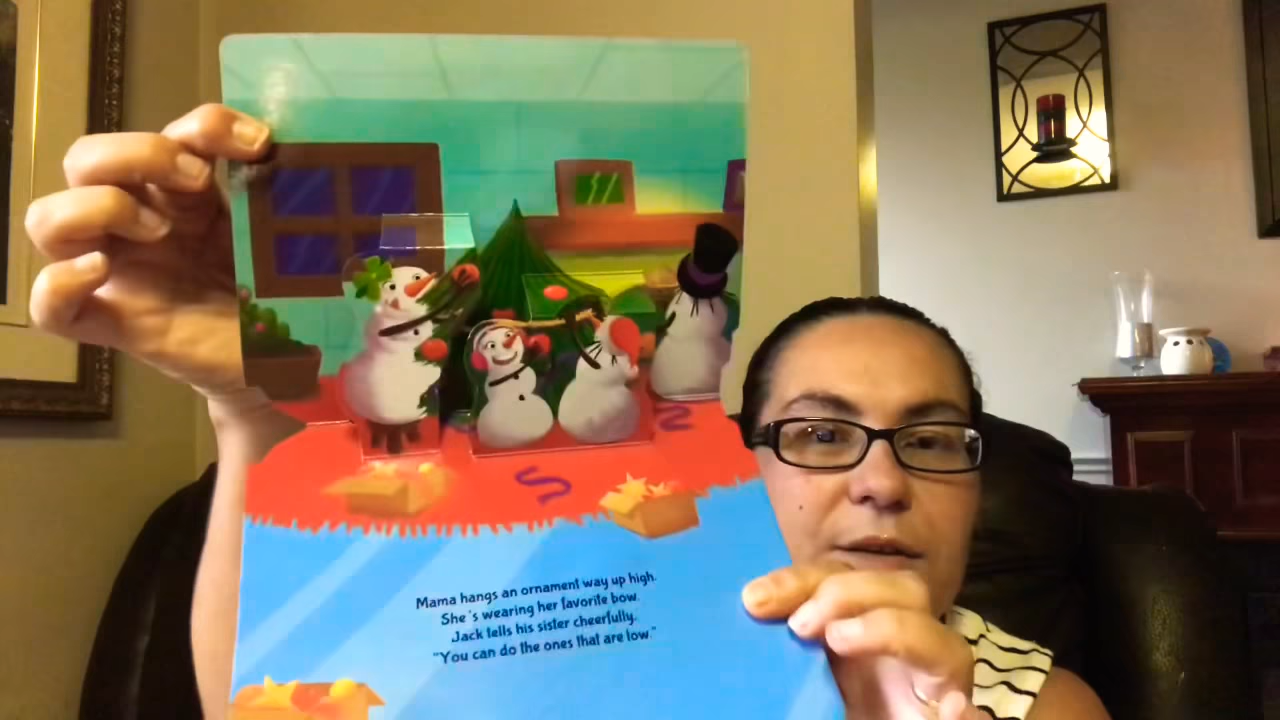 Mama hangs an ornament way up high.
She's wearing her favorite bow.
Jack tells his sister cheerfully.
"You can do the ones that are low."